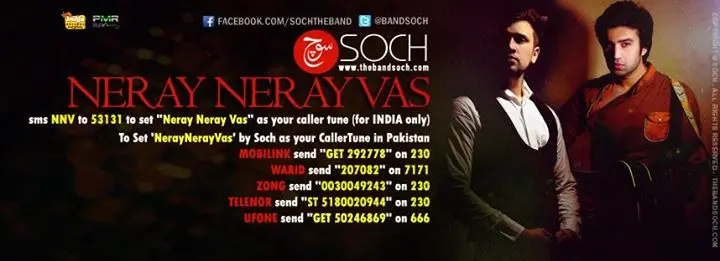 PMR
FACEBOOK.COM/SOCHTHEBAND @BANDSOCH
سوچ SOCH
www.thebandsoch.com
NERAY NERAY VAS
sms NNV to 53131 to set "Neray Neray Vas" as your caller tune (for INDIA only)
To Set 'NerayNerayVas' by Soch as your CallerTune in Pakistan
MOBILINK send "GET 292778" on 230
WARID send "207082" on 7171
ZONG send "0030049243" on 230
TELENOR send "ST 5180020944" on 230
UFONE send "GET 50246869" on 666